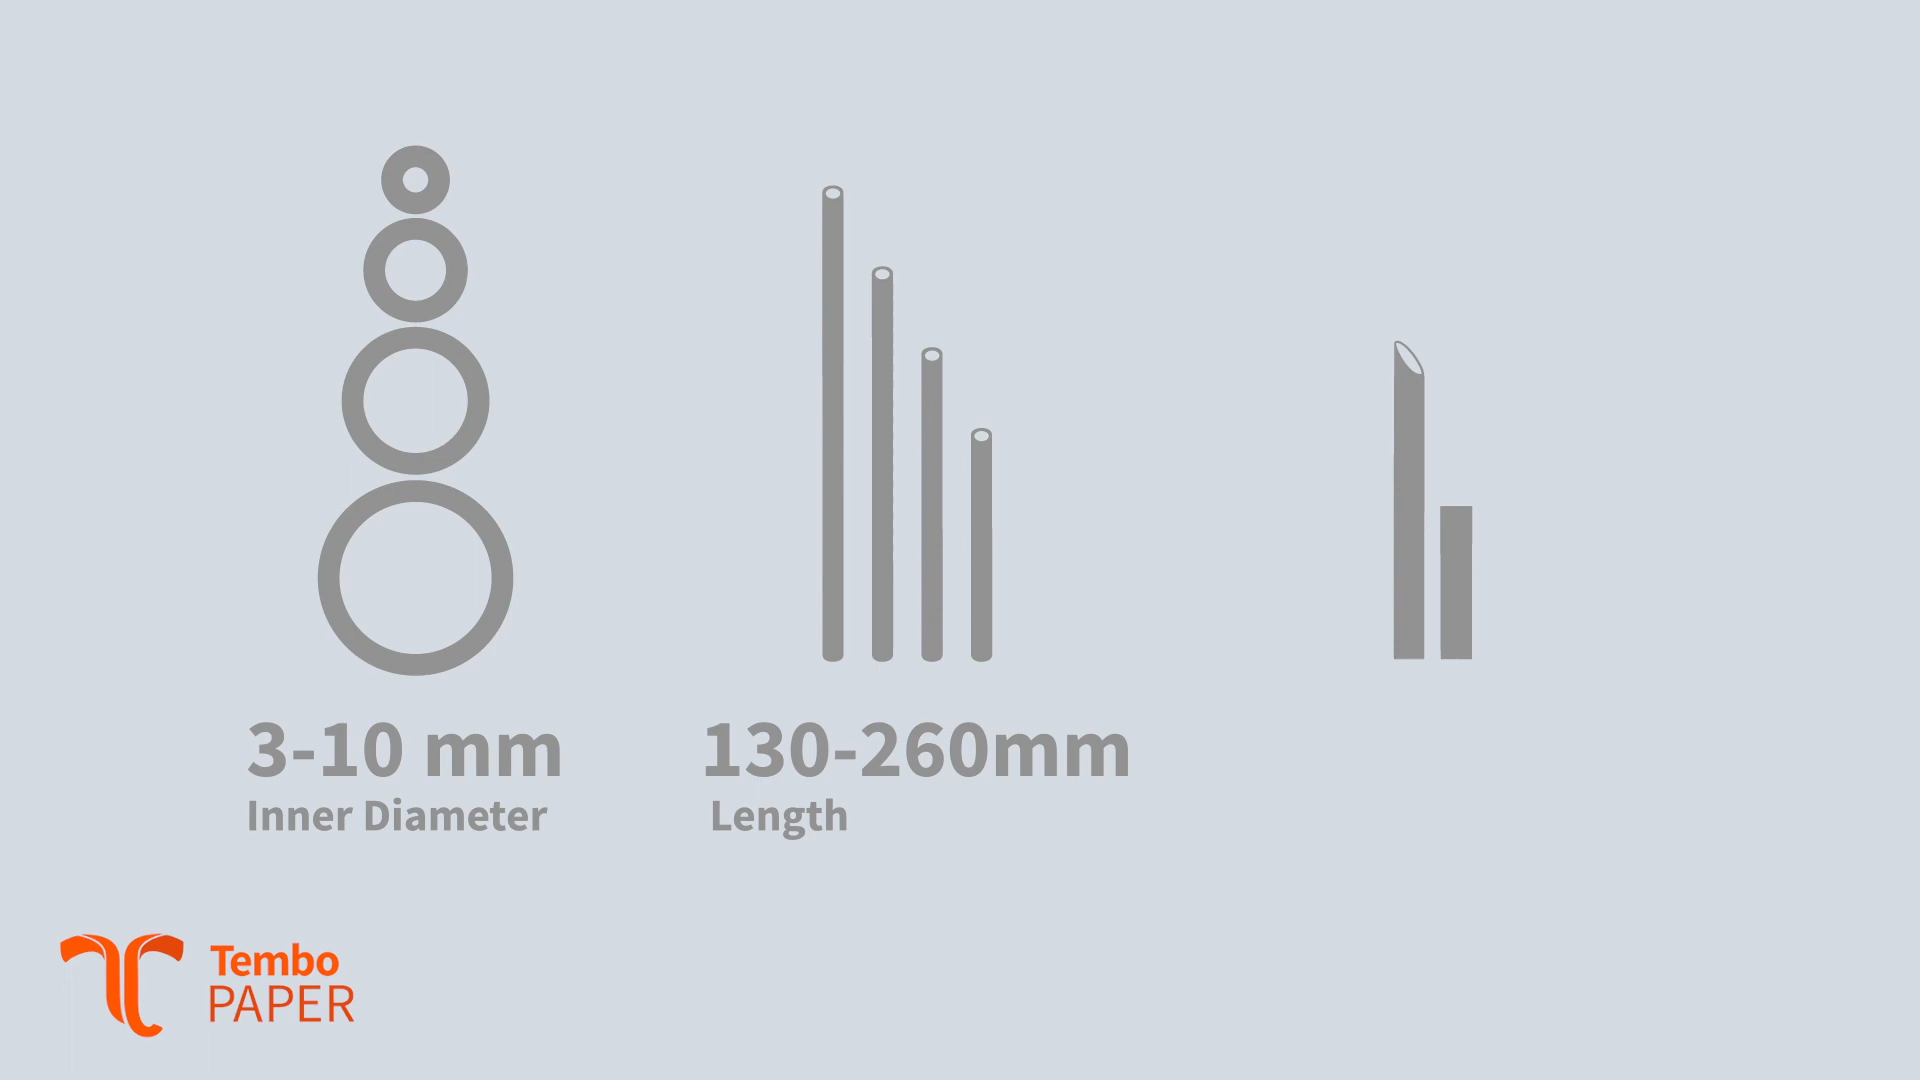 3-10 mm
Inner Diameter
130-260mm
Length
Tembo
PAPER